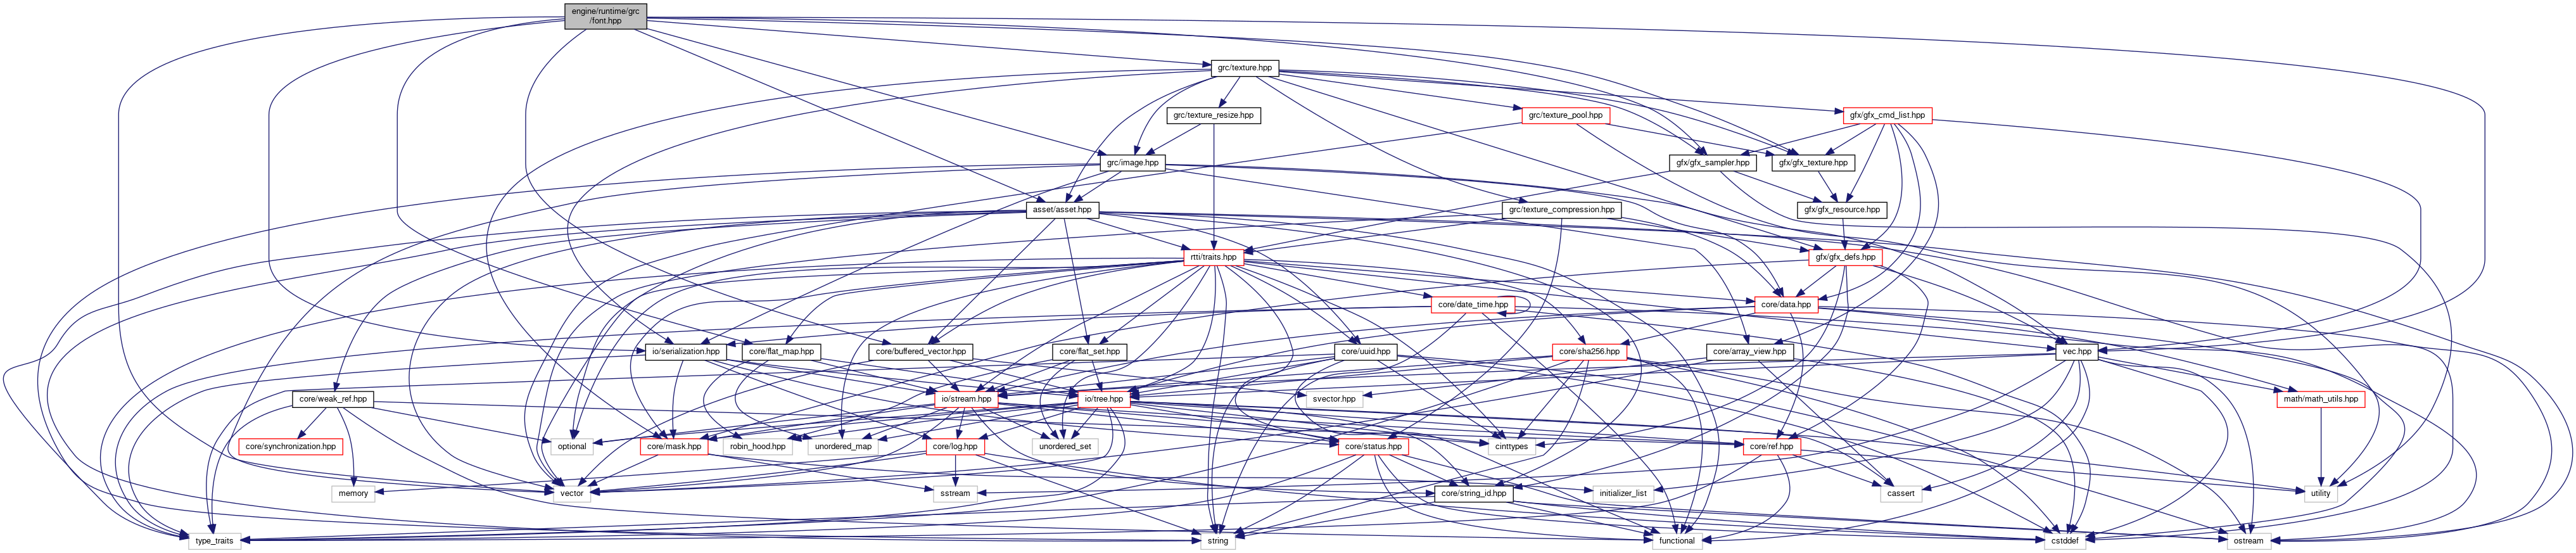 engine/runtime/grc
/font.hpp
grc/texture.hpp
grc/texture_resize.hpp
grc/texture_pool.hpp
gfx/gfx_cmd_list.hpp
grc/image.hpp
gfx/gfx_sampler.hpp
gfx/gfx_texture.hpp
asset/asset.hpp
grc/texture_compression.hpp
gfx/gfx_resource.hpp
rtti/traits.hpp
gfx/gfx_defs.hpp
core/date_time.hpp
core/data.hpp
io/serialization.hpp
core/flat_map.hpp
core/buffered_vector.hpp
core/flat_set.hpp
core/uuid.hpp
core/sha256.hpp
core/array_view.hpp
vec.hpp
core/weak_ref.hpp
io/stream.hpp
io/tree.hpp
svector.hpp
math/math_utils.hpp
core/synchronization.hpp
optional
core/mask.hpp
robin_hood.hpp
unordered_map
core/log.hpp
unordered_set
core/status.hpp
cinttypes
core/ref.hpp
memory
vector
sstream
core/string_id.hpp
initializer_list
cassert
utility
type_traits
string
functional
cstddef
ostream